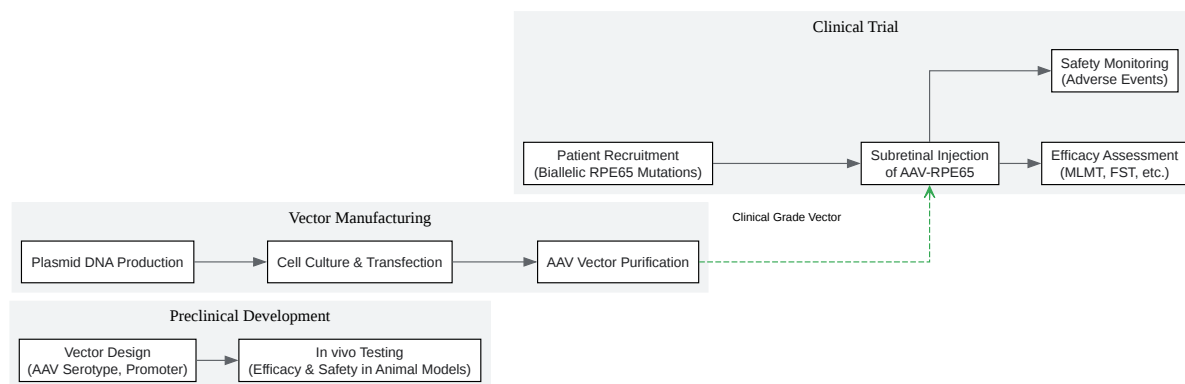 Clinical Trial
Safety Monitoring
(Adverse Events)
Patient Recruitment
(Biallelic RPE65 Mutations)
Subretinal Injection
of AAV-RPE65
Efficacy Assessment
(MLMT, FST, etc.)
Vector Manufacturing
Clinical Grade Vector
Plasmid DNA Production
Cell Culture & Transfection
AAV Vector Purification
Preclinical Development
Vector Design
(AAV Serotype, Promoter)
In vivo Testing
(Efficacy & Safety in Animal Models)